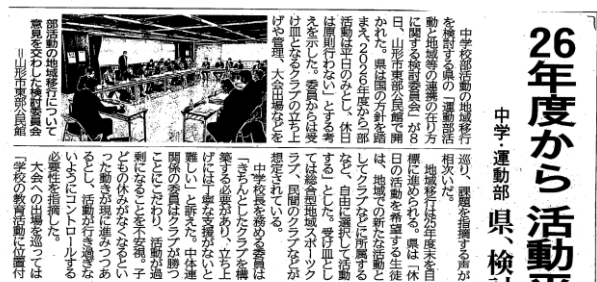 26年度から 活動平
中学・運動部 県、検討
中学校部活動の地域移行
を検討する県の「運動部活
動と地域等の連携の在り方
に関する検討委員会」が8
日、山形市東部公民館で開
かれた。県は国の方針を踏
まえ、2026年度から部
活動は平日のみとし、休日
は原則行わない」とする考
えを示した。委員からは受
け皿となるクラブの立ち上
げや管理、大会出場などを
部活動の地域移行について
意見を交わした検討委員会
=山形市東部公民館
巡り、課題を指摘する声が
相次いだ。
地域移行は25年度末を目
標に進められる。県は「休
日の活動を希望する生徒
は、地域での新たな活動と
してクラブなどに所属する
など、自由に選択して活動
する」とした。受け皿とし
ては総合型地域スポーツク
ラブ、民間のクラブなどが
想定されている。
中学校長を務める委員は
「きちんとしたクラブを構
築する必要があり、立ち上
げには丁寧な支援がないと
難しい」と訴えた。中体連
関係の委員はクラブが勝つ
ことにこだわり、活動が過
剰になることを不安視。子
どもの休みがなくなるとい
った動きが現に進みつつあ
るとし、活動が行き過ぎな
いようにコントロールする
必要性を指摘した。
大会への出場を巡っては
「学校の教育活動に位置付